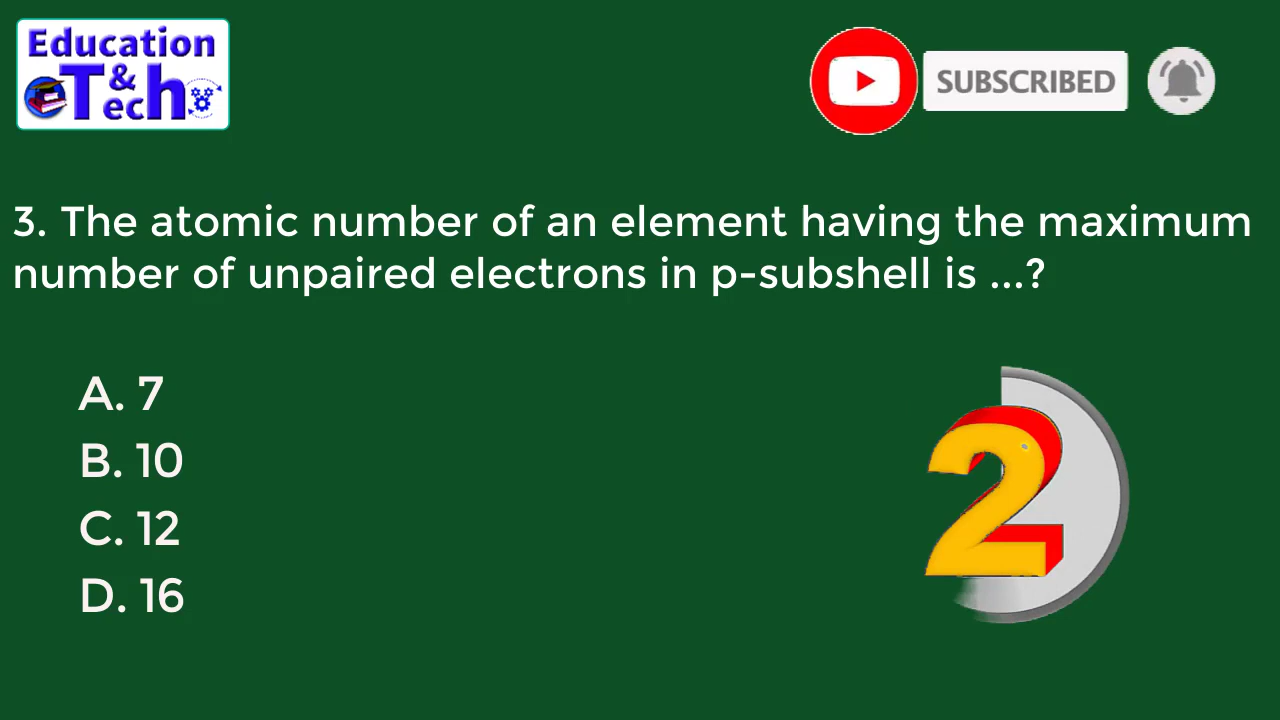 Education
&
Tech
SUBSCRIBED
3. The atomic number of an element having the maximum
number of unpaired electrons in p-subshell is ...?
A. 7
B. 10
C. 12
D. 16
2